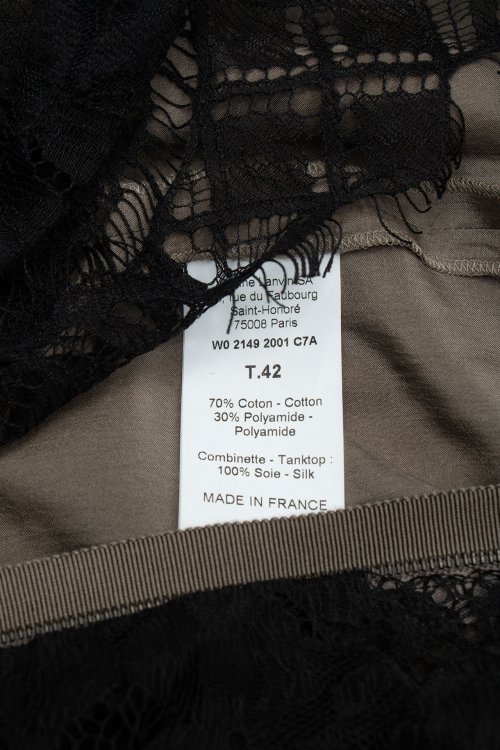 Lanvin SA
rue du Faubourg
Saint-Honoré
75008 Paris
W0 2149 2001 C7A
T.42
70% Coton - Cotton
30% Polyamide -
Polyamide
Combinette - Tanktop :
100% Soie - Silk
MADE IN FRANCE